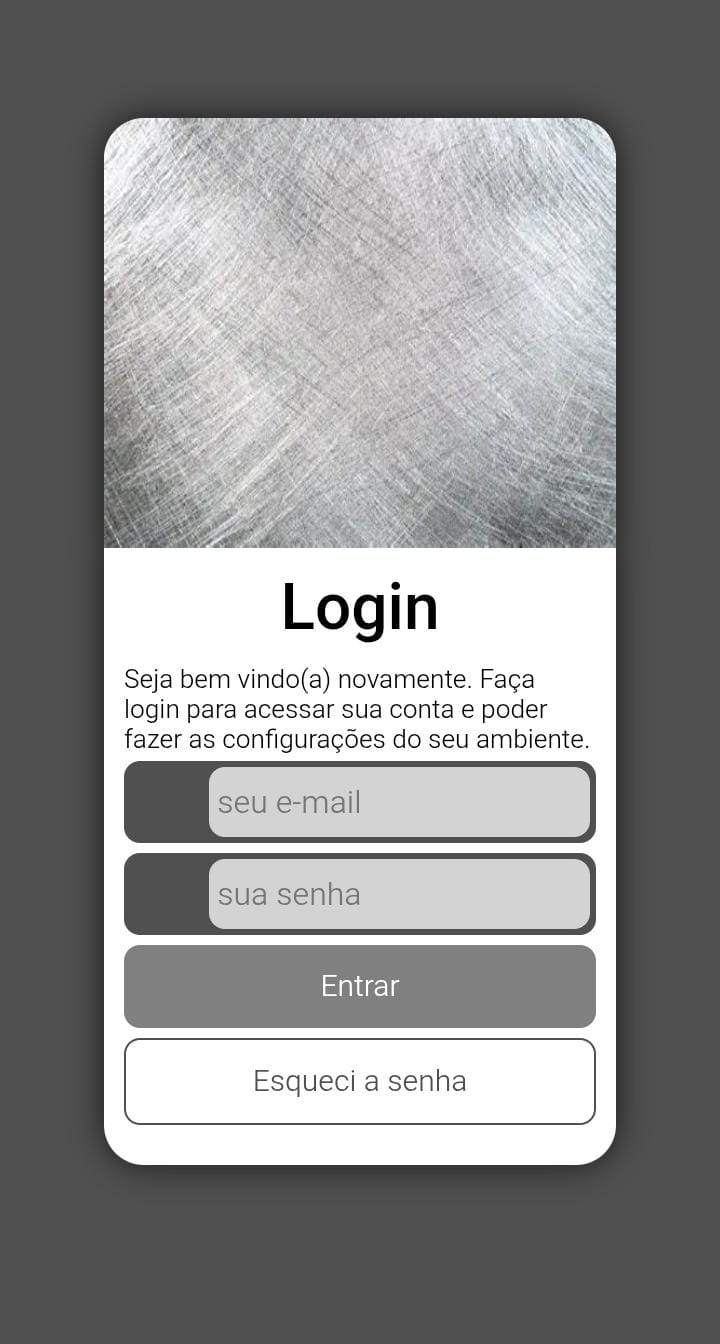 Login
Seja bem vindo(a) novamente. Faça
login para acessar sua conta e poder
fazer as configurações do seu ambiente.
seu e-mail
sua senha
Entrar
Esqueci a senha